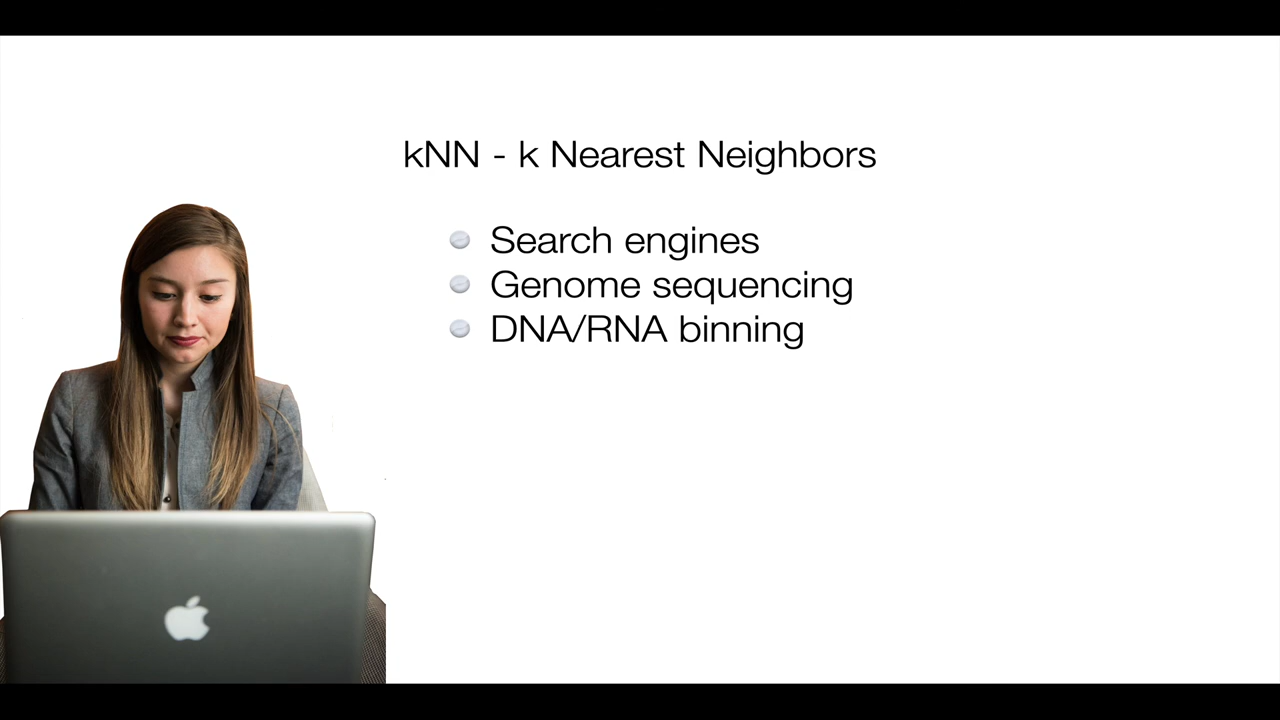 kNN - k Nearest Neighbors
Search engines
Genome sequencing
DNA/RNA binning